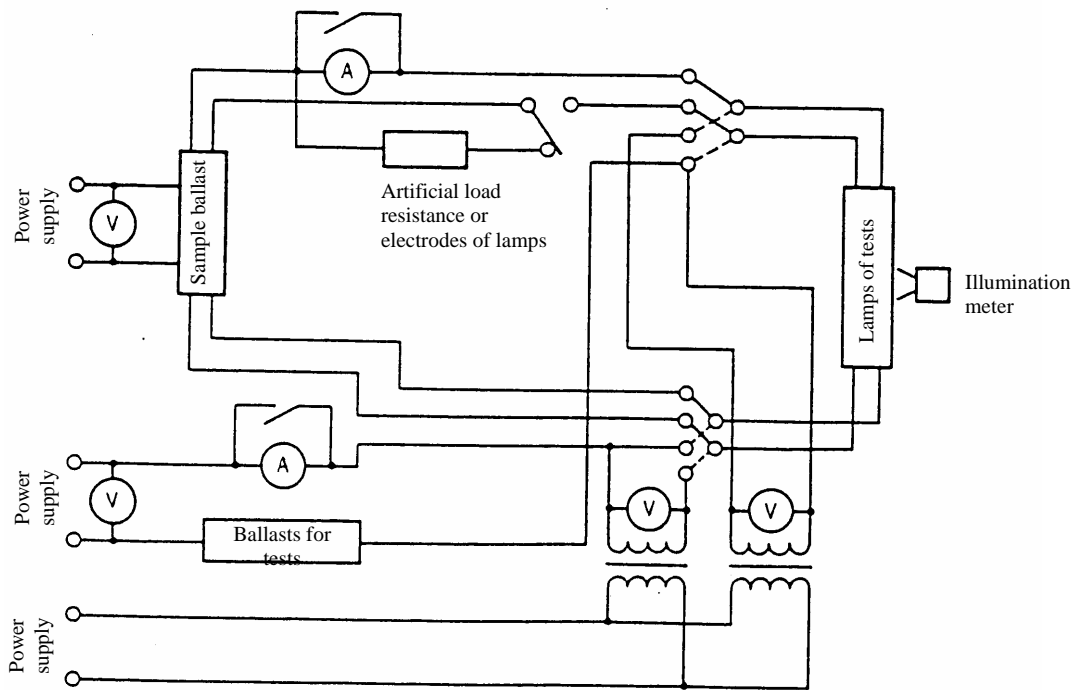 A
Artificial load
resistance or
electrodes of lamps
Power
supply
V
Sample ballast
Lamps of tests
Illumination
meter
A
Power
supply
V
Ballasts for
tests
V
V
Power
supply